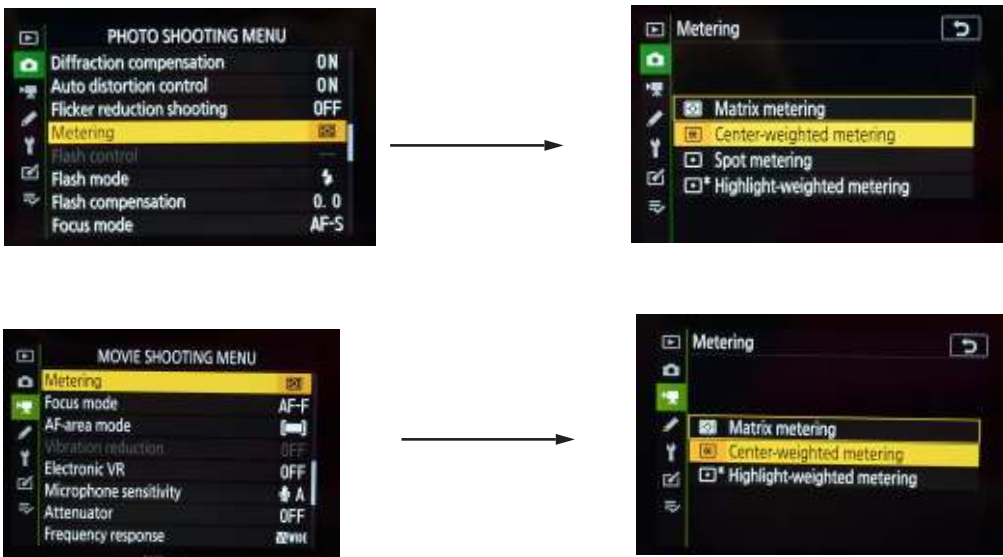 PHOTO SHOOTING MENU
Diffraction compensation ON
Auto distortion control ON
Flicker reduction shooting OFF
Metering
Flash control ---
Flash mode
Flash compensation 0. 0
Focus mode AF-S
Metering
Matrix metering
Center-weighted metering
Spot metering
* Highlight-weighted metering
MOVIE SHOOTING MENU
Metering
Focus mode AF-F
AF-area mode
Vibration reduction OFF
Electronic VR OFF
Microphone sensitivity A
Attenuator OFF
Frequency response WIDE
Metering
Matrix metering
Center-weighted metering
* Highlight-weighted metering